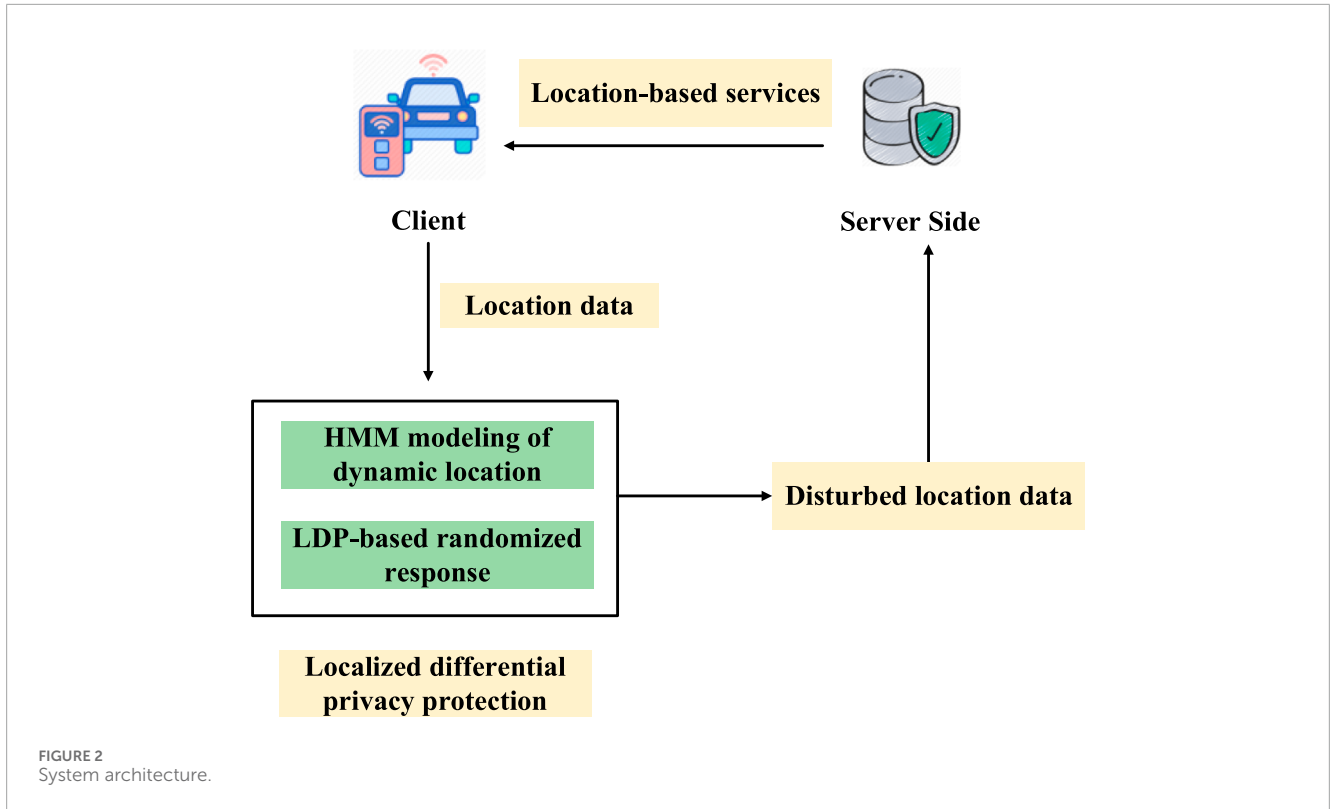 Location-based services
Client
Server Side
Location data
HMM modeling of
dynamic location
LDP-based randomized
response
Disturbed location data
Localized differential
privacy protection
FIGURE 2
System architecture.